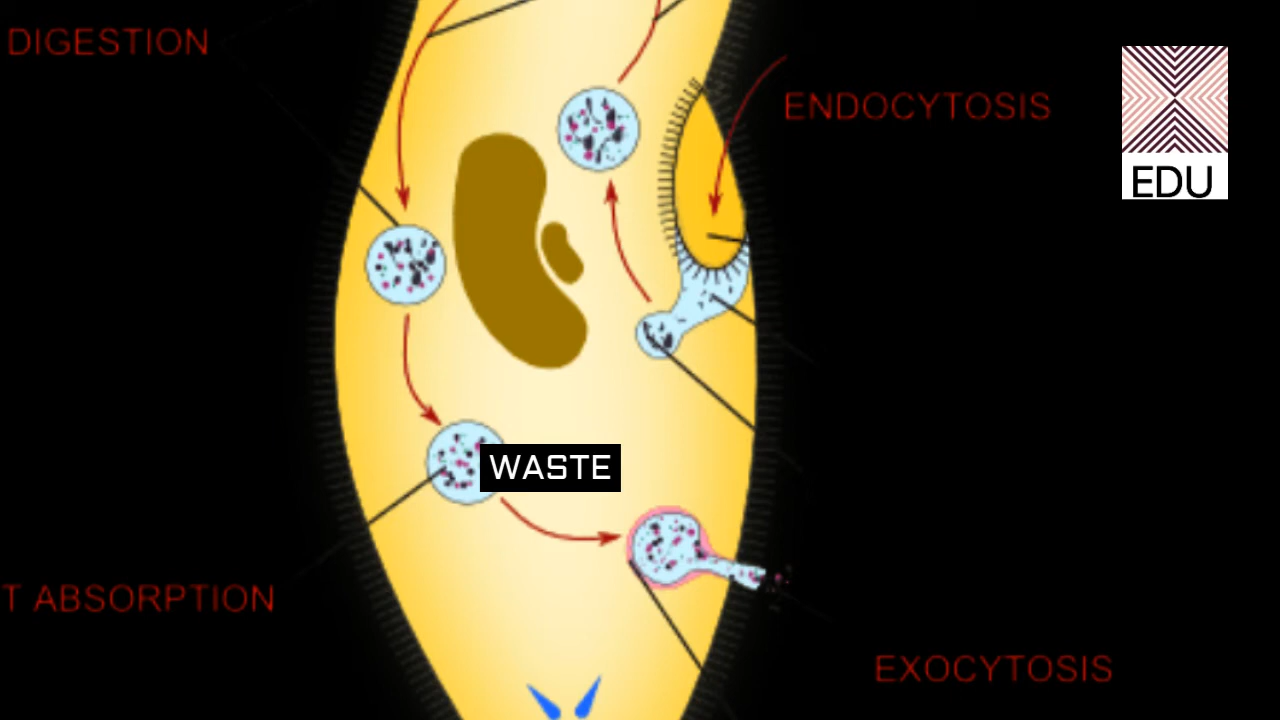 DIGESTION
ENDOCYTOSIS
EDU
WASTE
T ABSORPTION
EXOCYTOSIS